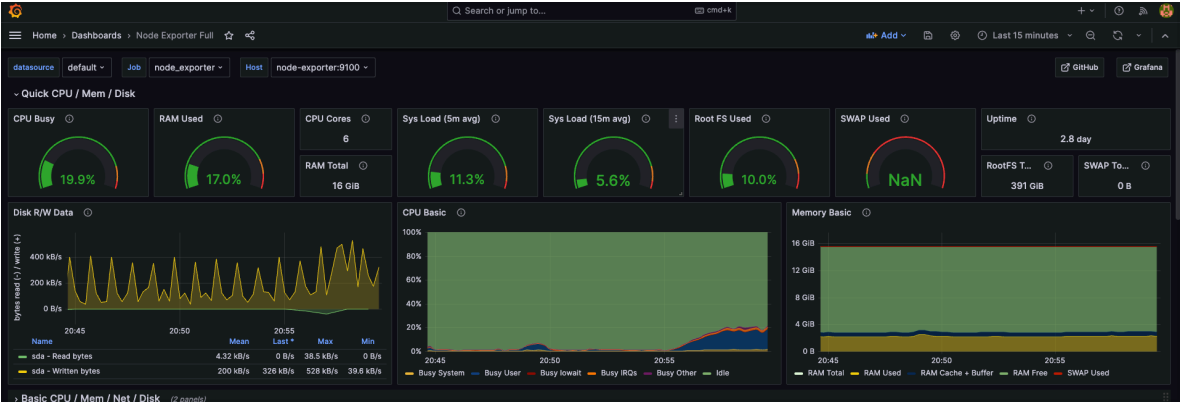 Search or jump to...
cmd+k
Home › Dashboards › Node Exporter Full
Add
Last 15 minutes
datasource
default
Job
node_exporter
Host
node-exporter:9100
GitHub
Grafana
Quick CPU / Mem / Disk
CPU Busy
19.9%
RAM Used
17.0%
CPU Cores
6
RAM Total
16 GiB
Sys Load (5m avg)
11.3%
Sys Load (15m avg)
5.6%
Root FS Used
10.0%
SWAP Used
NaN
Uptime
2.8 day
RootFS T...
391 GiB
SWAP To...
0 B
Disk R/W Data
bytes read (-) / write (+)
400 kB/s
200 kB/s
0 B/s
20:45 20:50 20:55
Name Mean Last * Max Min
sda - Read bytes 4.32 kB/s 0 B/s 38.5 kB/s 0 B/s
sda - Written bytes 200 kB/s 326 kB/s 528 kB/s 39.6 kB/s
CPU Basic
100%
80%
60%
40%
20%
0%
20:45 20:50 20:55
Busy System Busy User Busy Iowait Busy IRQs Busy Other Idle
Memory Basic
16 GiB
12 GiB
8 GiB
4 GiB
0 B
20:45 20:50 20:55
RAM Total RAM Used RAM Cache + Buffer RAM Free SWAP Used
Basic CPU / Mem / Net / Disk (2 panels)